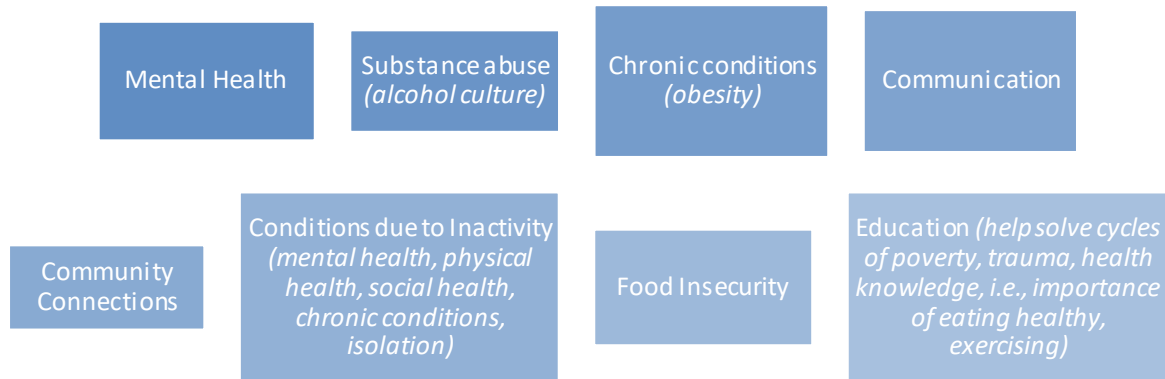 Mental Health
Substance abuse
(alcohol culture)
Chronic conditions
(obesity)
Communication
Community
Connections
Conditions due to Inactivity
(mental health, physical
health, social health,
chronic conditions,
isolation)
Food Insecurity
Education (help solve cycles
of poverty, trauma, health
knowledge, i.e., importance
of eating healthy,
exercising)